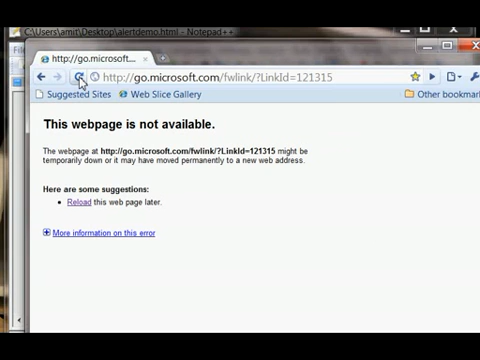 C:\Users\amit\Desktop\alertdemo.html - Notepad++
http://go.microsoft....
http://go.microsoft.com/fwlink/?LinkId=121315
Suggested Sites
Web Slice Gallery
Other bookmar
This webpage is not available.
The webpage at http://go.microsoft.com/fwlink/?LinkId=121315 might be
temporarily down or it may have moved permanently to a new web address.
Here are some suggestions:
• Reload this web page later.
More information on this error